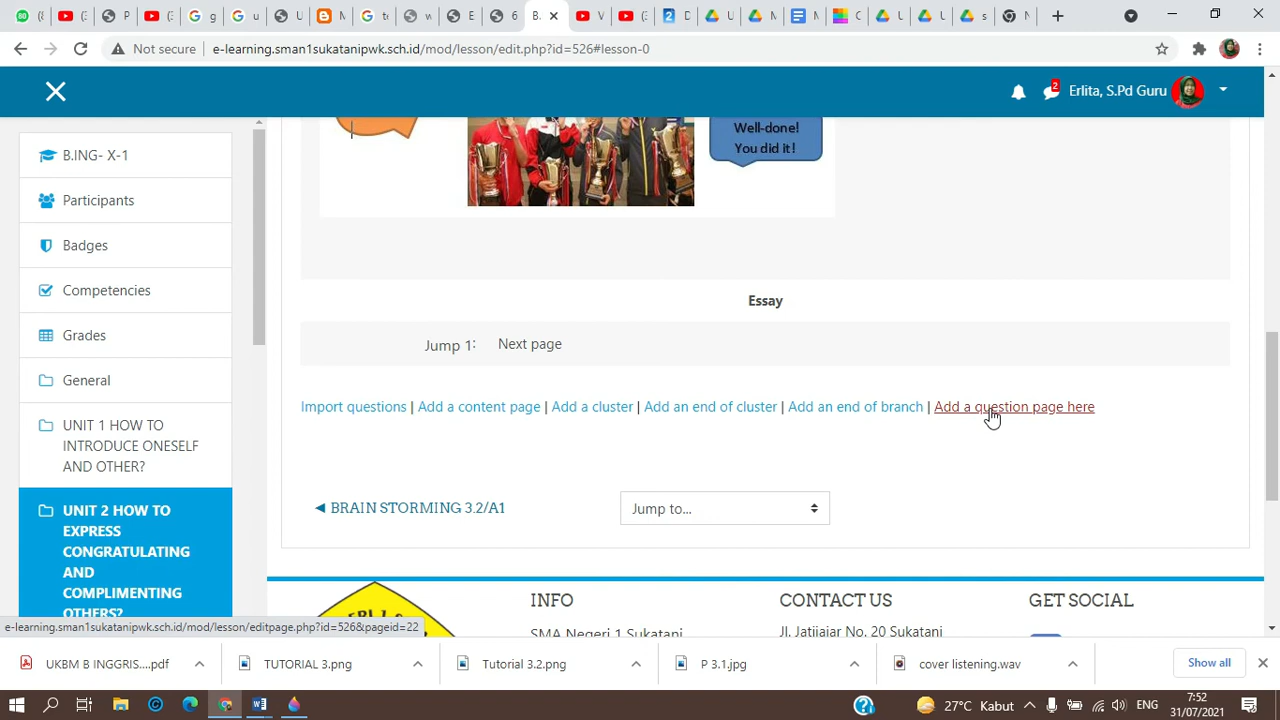 B.
Not secure
e-learning.sman1sukatanipwk.sch.id/mod/lesson/edit.php?id=526#lesson-0
2
Erlita, S.Pd Guru
B.ING- X-1
Participants
Badges
Competencies
Grades
General
UNIT 1 HOW TO
INTRODUCE ONESELF
AND OTHER?
UNIT 2 HOW TO
EXPRESS
CONGRATULATING
AND
COMPLIMENTING
OTHERS?
Well-done!
You did it!
Essay
Jump 1: Next page
Import questions | Add a content page | Add a cluster | Add an end of cluster | Add an end of branch | Add a question page here
◄ BRAIN STORMING 3.2/A1
Jump to...
INFO
CONTACT US
GET SOCIAL
SMA Negeri 1 Sukatani
Jl. Jatijajar No. 20 Sukatani
e-learning.sman1sukatanipwk.sch.id/mod/lesson/editpage.php?id=526&pageid=22
UKBM B INGGRIS....pdf
TUTORIAL 3.png
Tutorial 3.2.png
P 3.1.jpg
cover listening.wav
Show all
27°C Kabut
ENG
7:52
31/07/2021